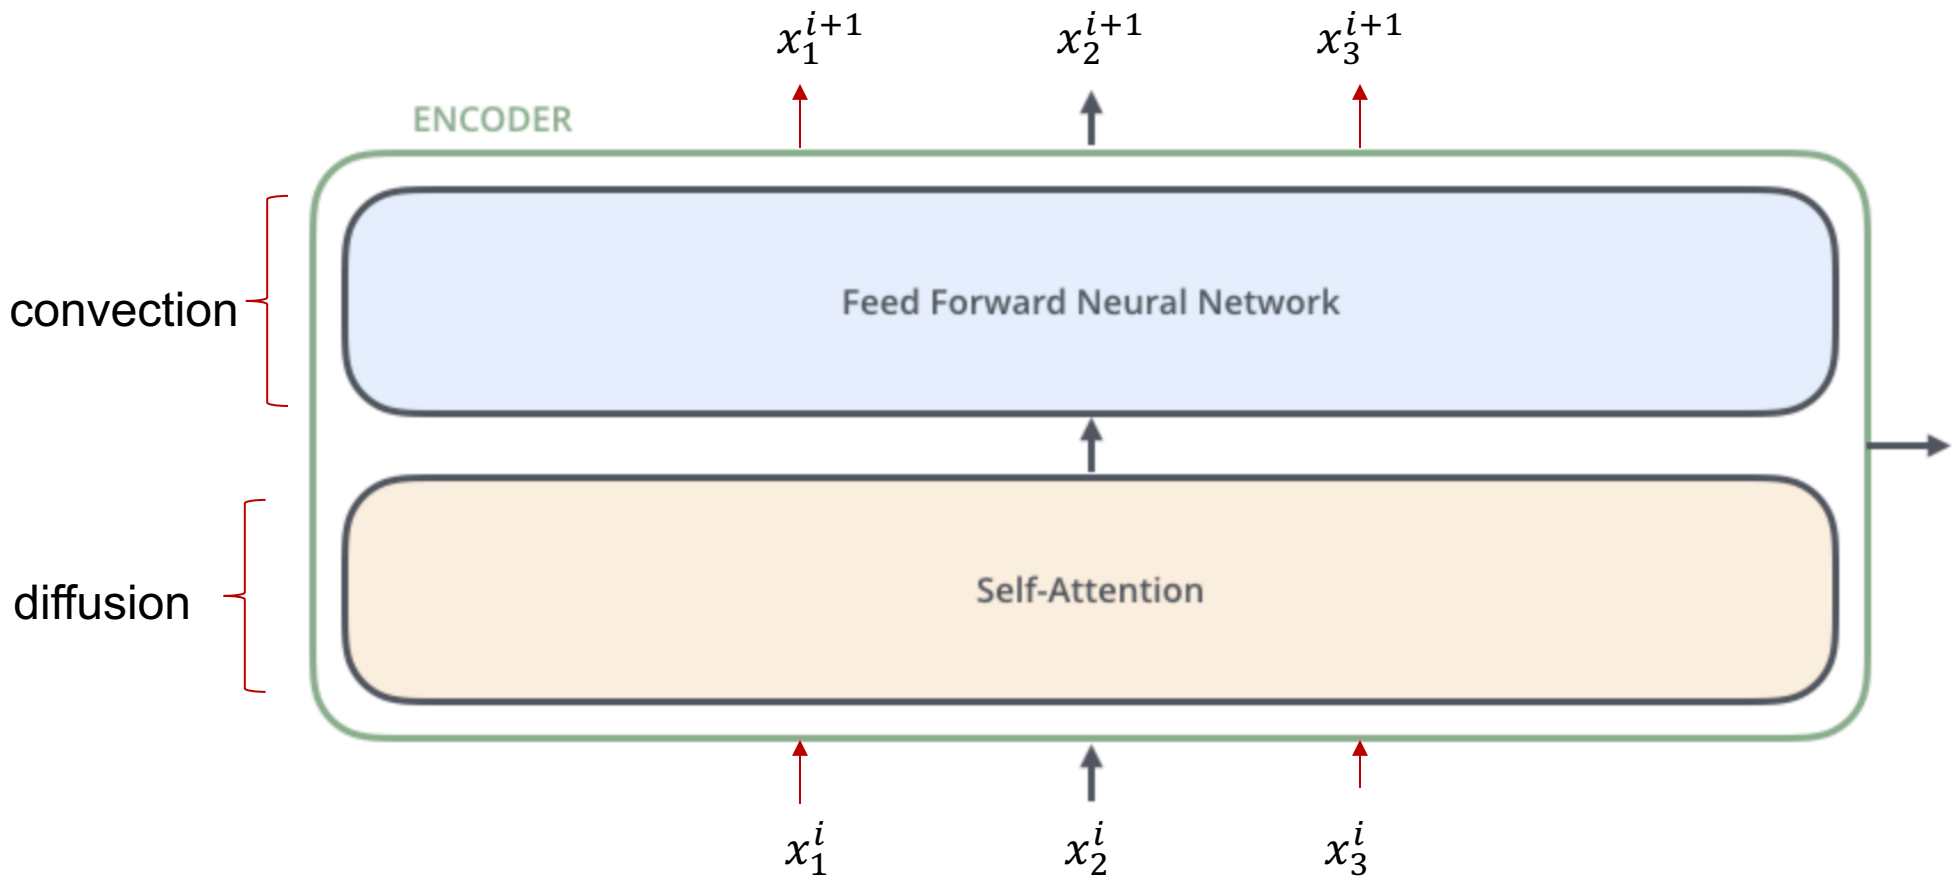 x_1^{i+1} x_2^{i+1} x_3^{i+1}
ENCODER
convection
Feed Forward Neural Network
diffusion
Self-Attention
x_1^i x_2^i x_3^i